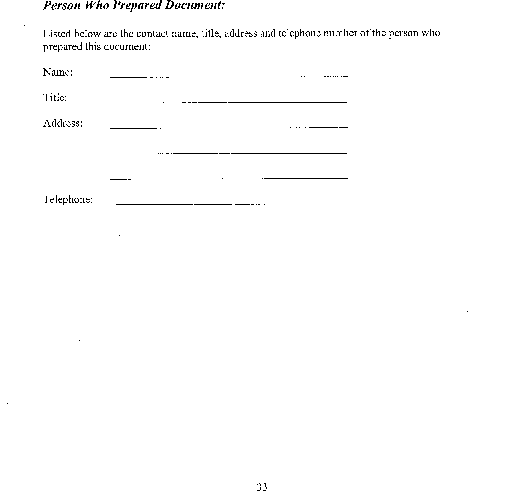 Person Who Prepared Document:
Listed below are the contact name, title, address and telephone number of the person who
prepared this document:
Name:
Title:
Address:
Telephone:
33